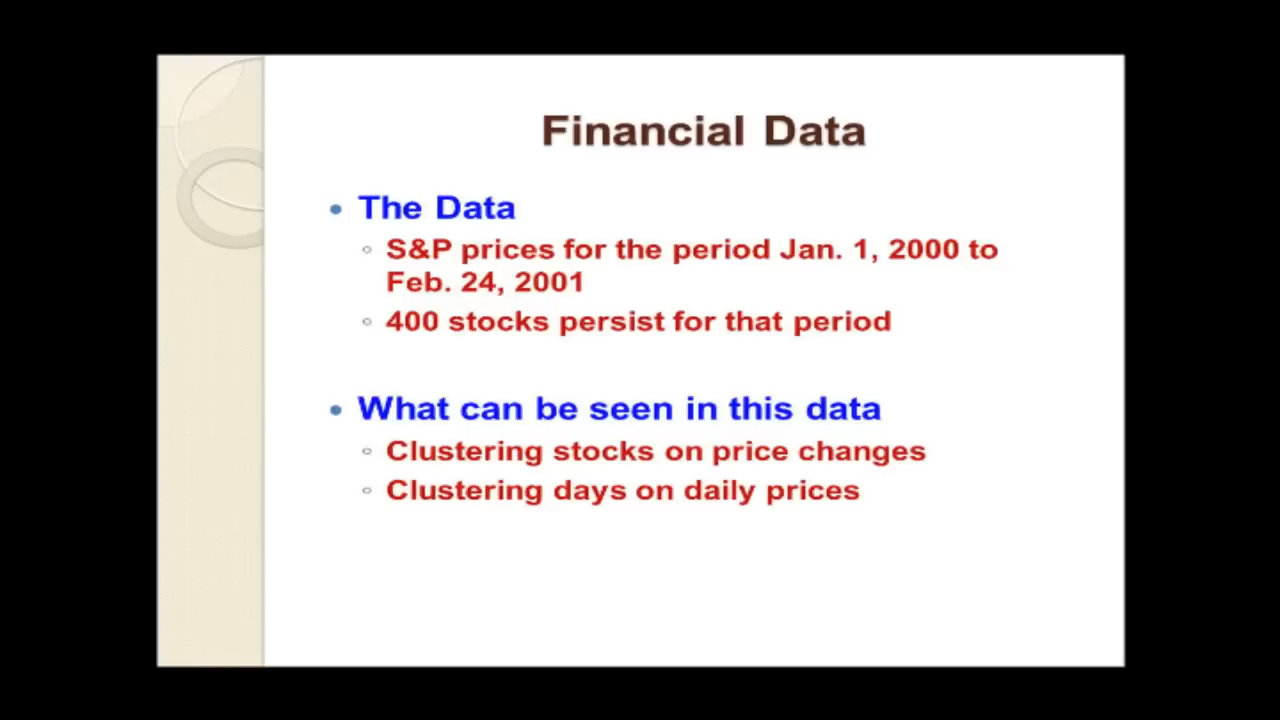 Financial Data
The Data
S&P prices for the period Jan. 1, 2000 to
Feb. 24, 2001
400 stocks persist for that period
What can be seen in this data
Clustering stocks on price changes
Clustering days on daily prices